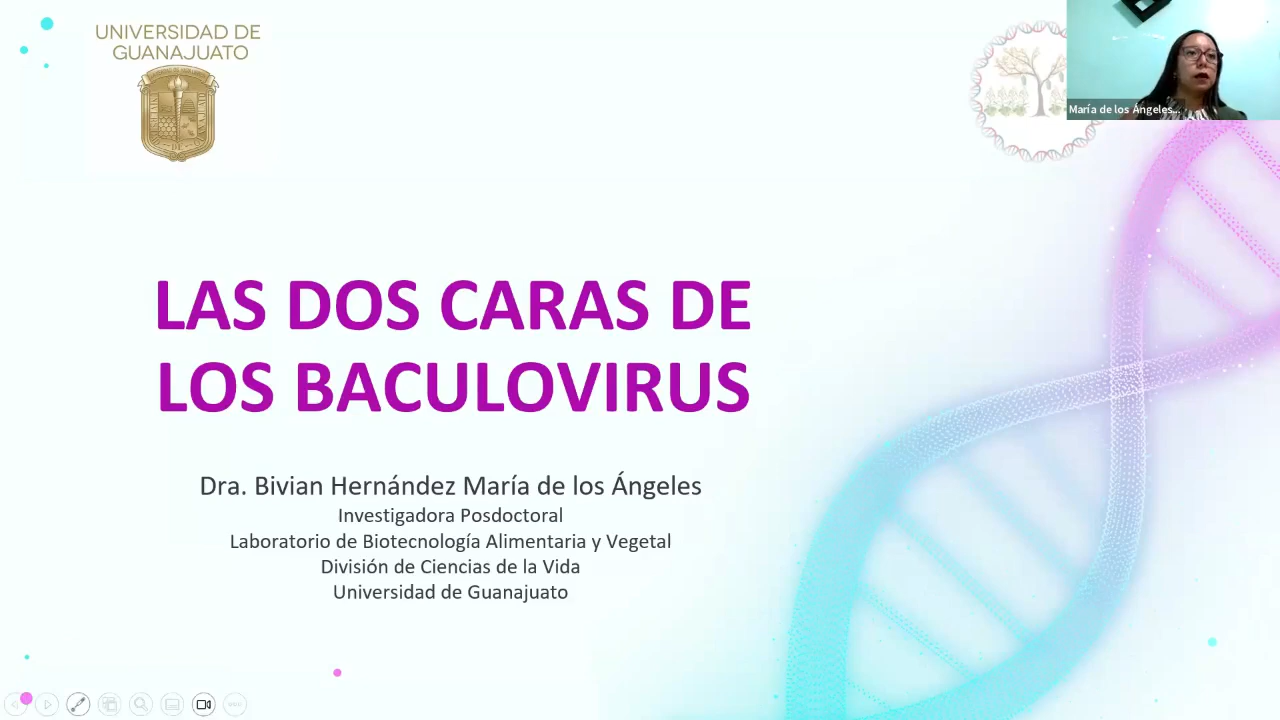 UNIVERSIDAD DE
GUANAJUATO
María de los Ángeles...
LAS DOS CARAS DE
LOS BACULOVIRUS
Dra. Bivian Hernández María de los Ángeles
Investigadora Posdoctoral
Laboratorio de Biotecnología Alimentaria y Vegetal
División de Ciencias de la Vida
Universidad de Guanajuato